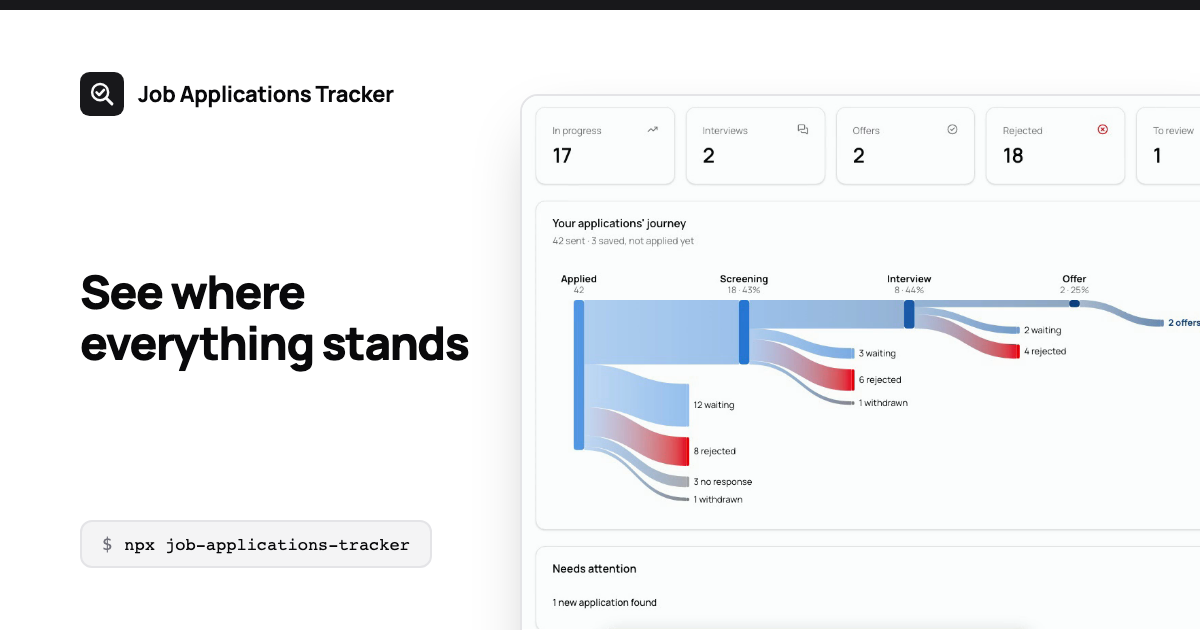 Job Applications Tracker
See where
everything stands
$ npx job-applications-tracker
In progress
17
Interviews
2
Offers
2
Rejected
18
To review
1
Your applications' journey
42 sent · 3 saved, not applied yet
Applied
42
Screening
18 · 43%
Interview
8 · 44%
Offer
2 · 25%
2 offers
2 waiting
4 rejected
3 waiting
6 rejected
1 withdrawn
12 waiting
8 rejected
3 no response
1 withdrawn
Needs attention
1 new application found